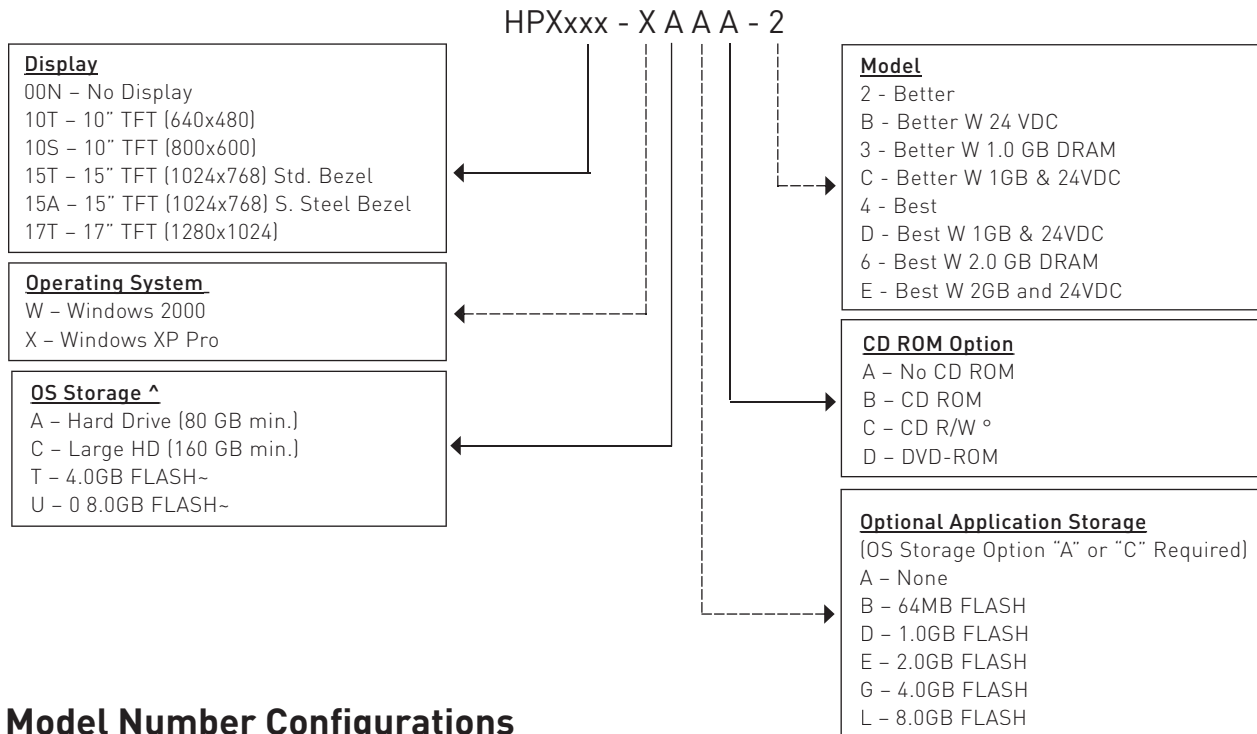 HPXxxx - X A A A - 2
Display
00N – No Display
10T – 10” TFT (640x480)
10S – 10” TFT (800x600)
15T – 15” TFT (1024x768) Std. Bezel
15A – 15” TFT (1024x768) S. Steel Bezel
17T – 17” TFT (1280x1024)
Operating System
W – Windows 2000
X – Windows XP Pro
OS Storage ^
A – Hard Drive (80 GB min.)
C – Large HD (160 GB min.)
T – 4.0GB FLASH~
U – 0 8.0GB FLASH~
Model
2 - Better
B - Better W 24 VDC
3 - Better W 1.0 GB DRAM
C - Better W 1GB & 24VDC
4 - Best
D - Best W 1GB & 24VDC
6 - Best W 2.0 GB DRAM
E - Best W 2GB and 24VDC
CD ROM Option
A – No CD ROM
B – CD ROM
C – CD R/W °
D – DVD-ROM
Optional Application Storage
(OS Storage Option “A” or “C” Required)
A – None
B – 64MB FLASH
D – 1.0GB FLASH
E – 2.0GB FLASH
G – 4.0GB FLASH
L – 8.0GB FLASH
Model Number Configurations